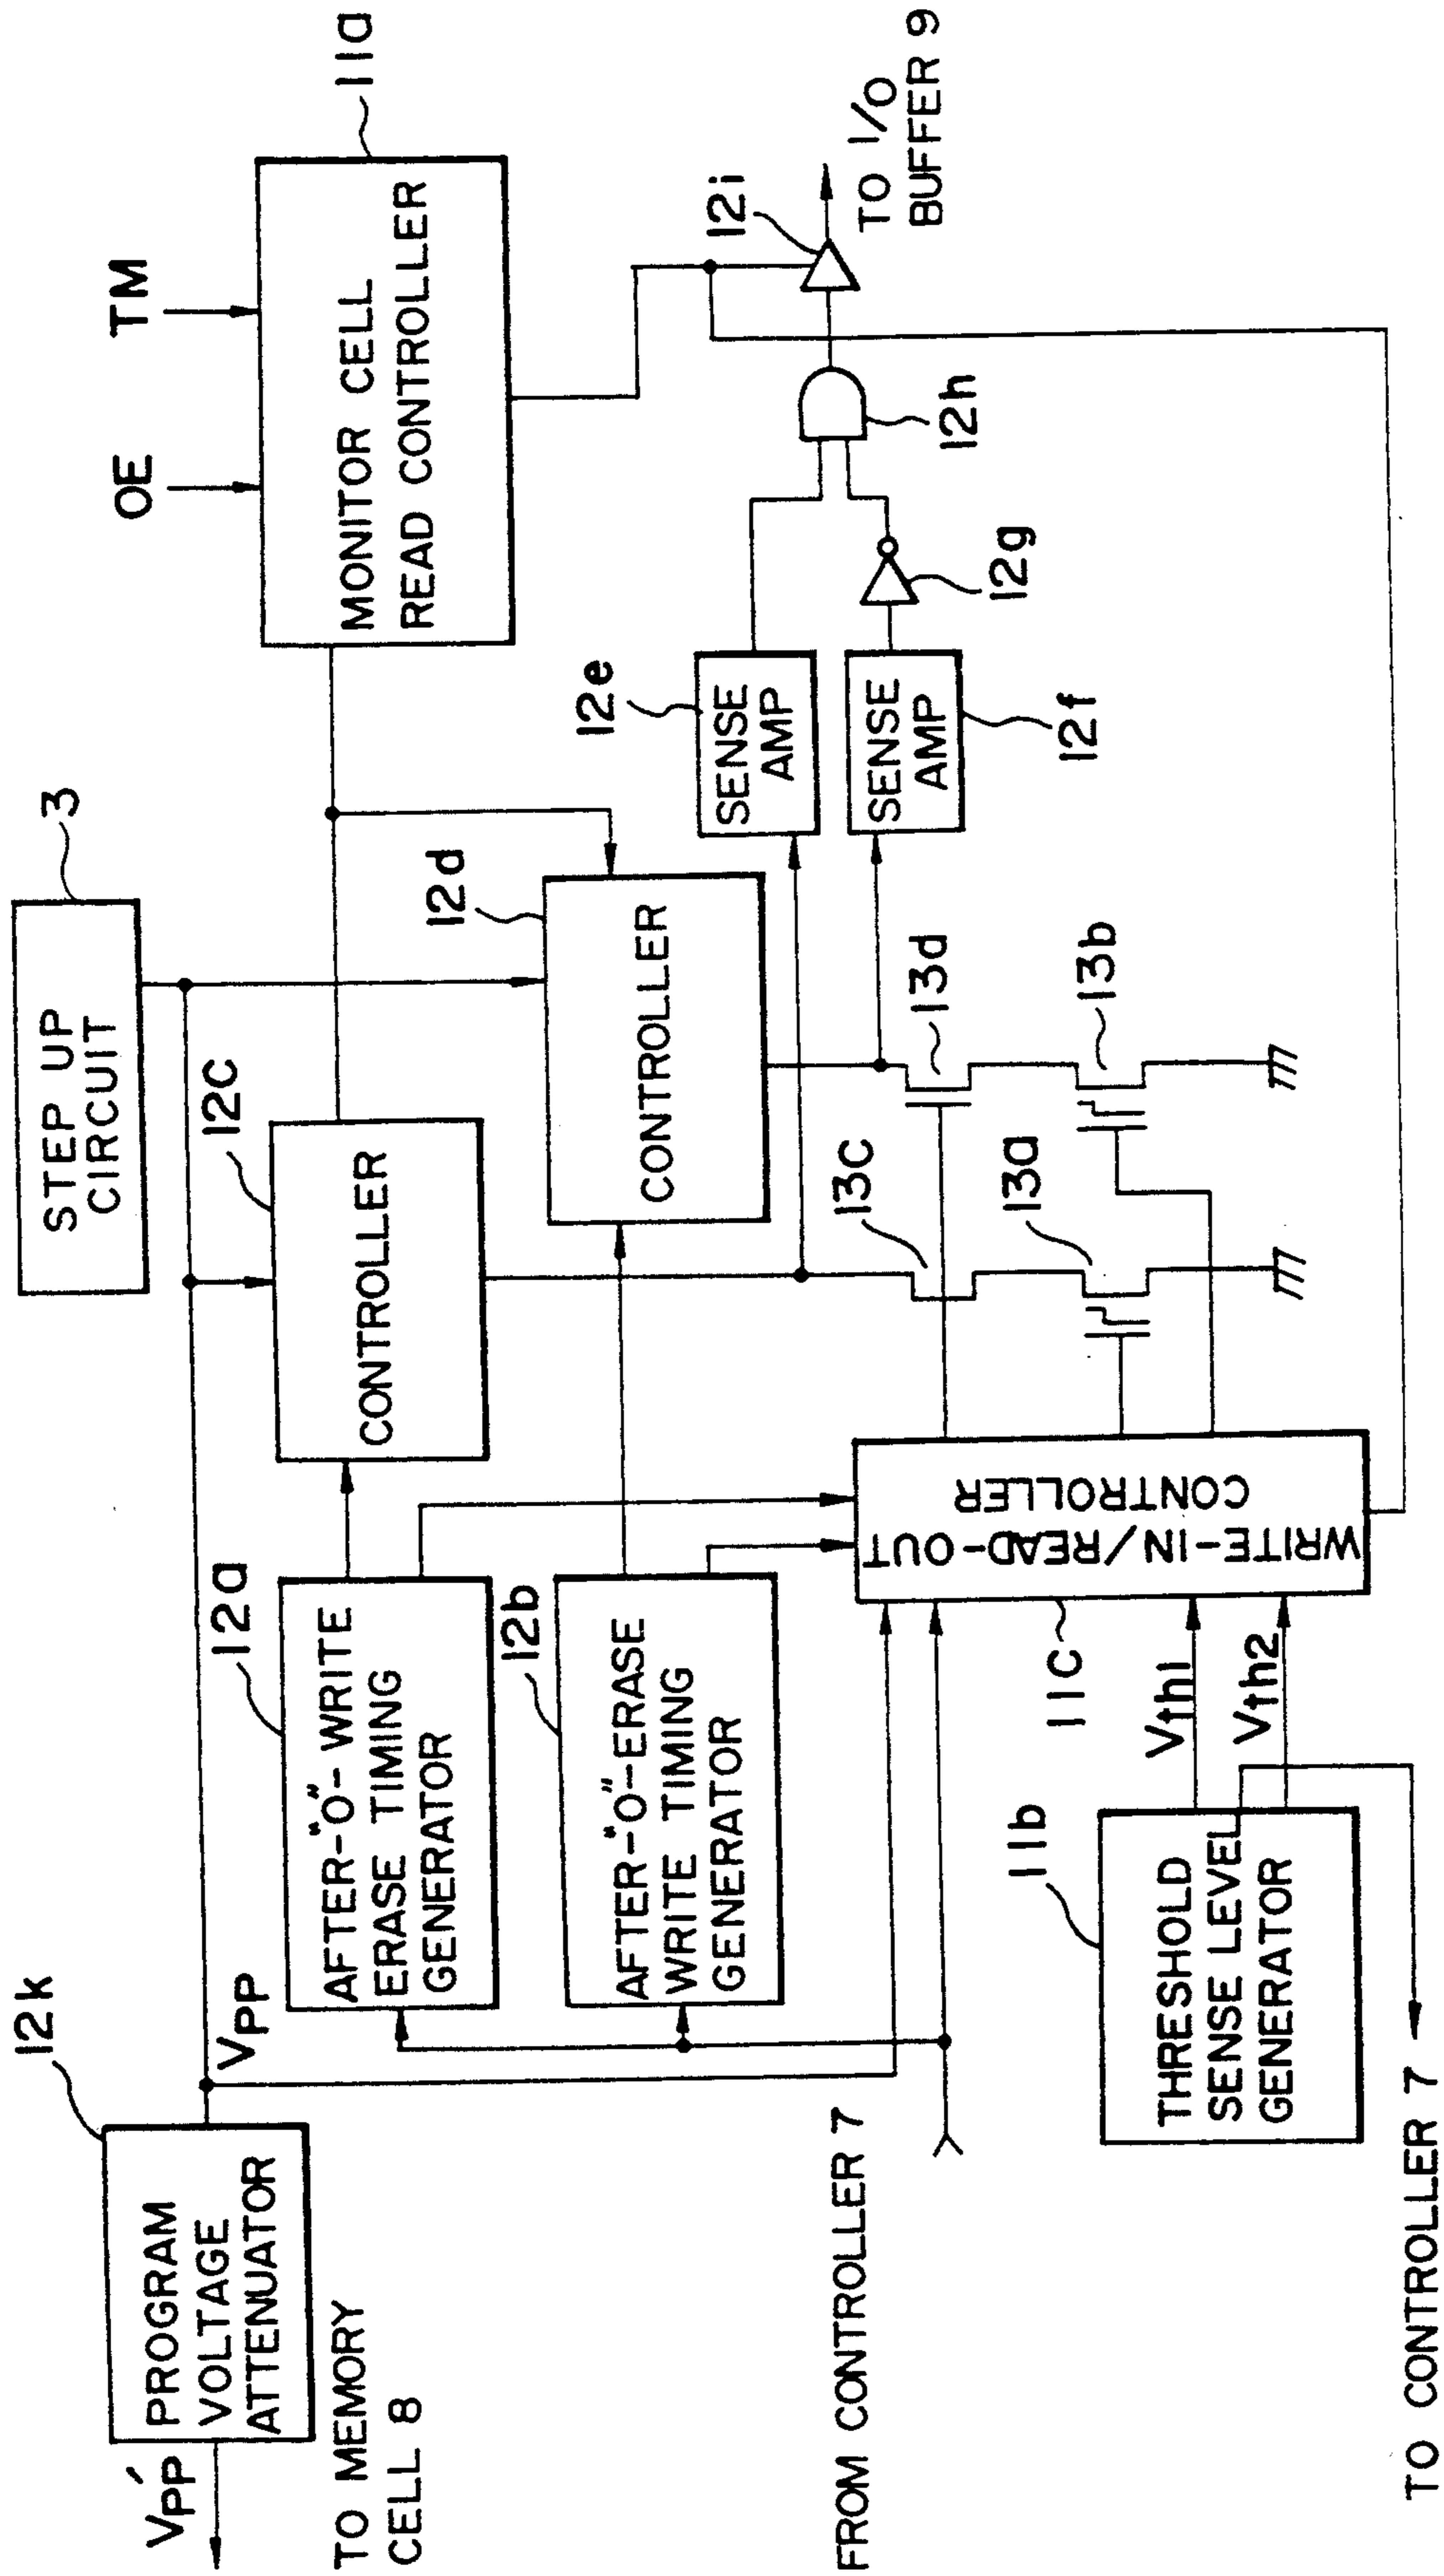 12k
PROGRAM
VOLTAGE
ATTENUATOR
VPP'
TO MEMORY
CELL 8
VPP
STEP UP
CIRCUIT
3
OE
TM
MONITOR CELL
READ CONTROLLER
11a
12a
AFTER-"O"-WRITE
ERASE TIMING
GENERATOR
12c
CONTROLLER
12d
CONTROLLER
12b
AFTER-"O"-ERASE
WRITE TIMING
GENERATOR
12e
SENSE
AMP
SENSE
AMP
12f
12g
12h
12i
TO I/O
BUFFER 9
13c
13d
13a
13b
FROM CONTROLLER 7
WRITE-IN/READ-OUT
CONTROLLER
11c
Vth1
Vth2
11b
THRESHOLD
SENSE LEVEL
GENERATOR
TO CONTROLLER 7